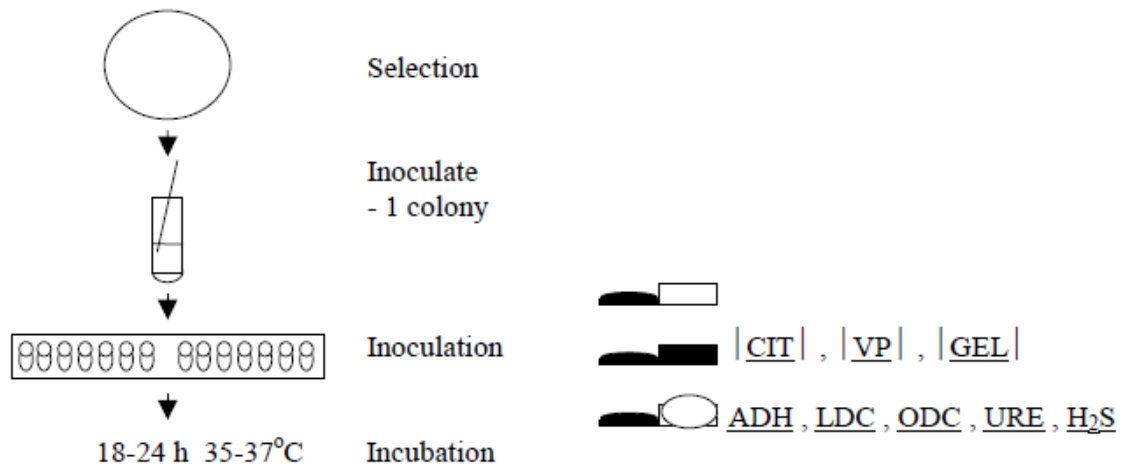 Selection
Inoculate
- 1 colony
Inoculation
|CIT| , |VP| , |GEL|
ADH , LDC , ODC , URE , H₂S
18-24 h 35-37°C
Incubation